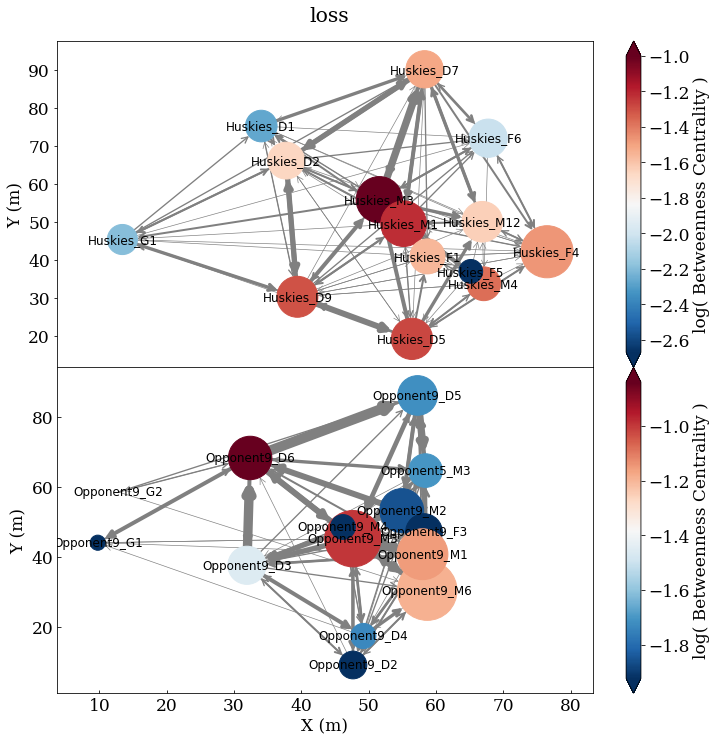 loss
Y (m)
90
80
70
60
50
40
30
20
Huskies_D7
Huskies_D1
Huskies_F6
Huskies_D2
Huskies_M3
Huskies_M1
Huskies_M12
Huskies_G1
Huskies_F1
Huskies_F4
Huskies_F5
Huskies_M4
Huskies_D9
Huskies_D5
−1.0
−1.2
−1.4
−1.6
−1.8
−2.0
−2.2
−2.4
−2.6
log( Betweenness Centrality )
Y (m)
80
60
40
20
Opponent9_D5
Opponent9_D6
Opponent5_M3
Opponent9_G2
Opponent9_M2
Opponent9_M4
Opponent9_F3
Opponent9_G1
Opponent9_M5
Opponent9_M1
Opponent9_D3
Opponent9_M6
Opponent9_D4
Opponent9_D2
10
20
30
40
50
60
70
80
X (m)
−1.0
−1.2
−1.4
−1.6
−1.8
log( Betweenness Centrality )